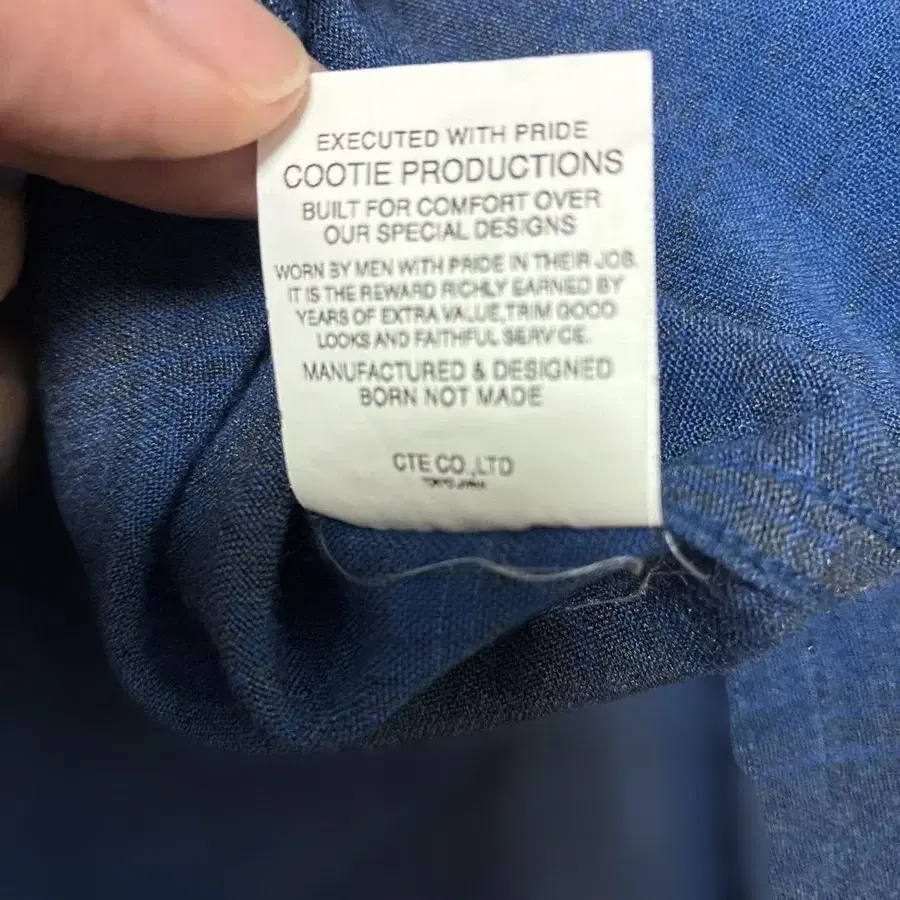 EXECUTED WITH PRIDE
COOTIE PRODUCTIONS
BUILT FOR COMFORT OVER
OUR SPECIAL DESIGNS
WORN BY MEN WITH PRIDE IN THEIR JOB.
IT IS THE REWARD RICHLY EARNED BY
YEARS OF EXTRA VALUE,TRIM GOOD
LOOKS AND FAITHFUL SERVICE.
MANUFACTURED & DESIGNED
BORN NOT MADE
CTE CO.,LTD
TOKYO JAPAN